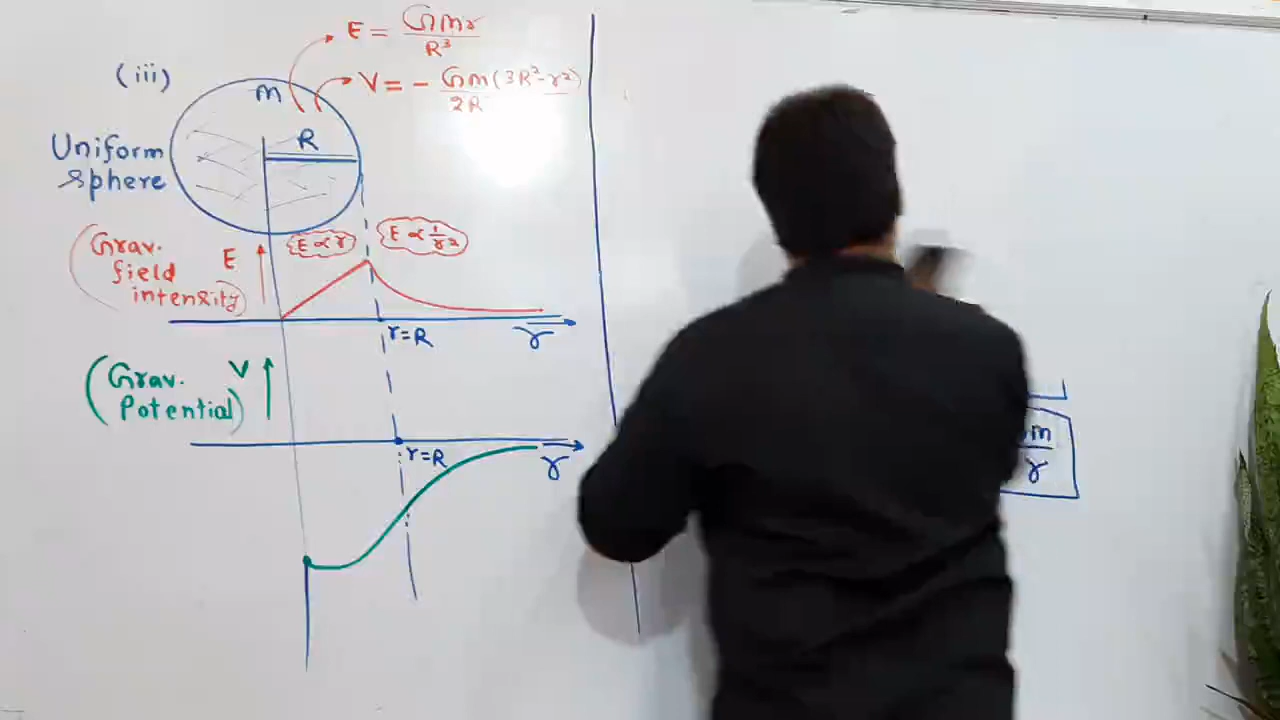 E = Gmr/R³
(iii)
m
V = - Gm(3R²-r²)/2R
R
Uniform
sphere
(Grav.
field
intensity)
E
E ∝ r
E ∝ 1/r²
r=R
r
(Grav.
Potential)
V
r=R
r
m
r